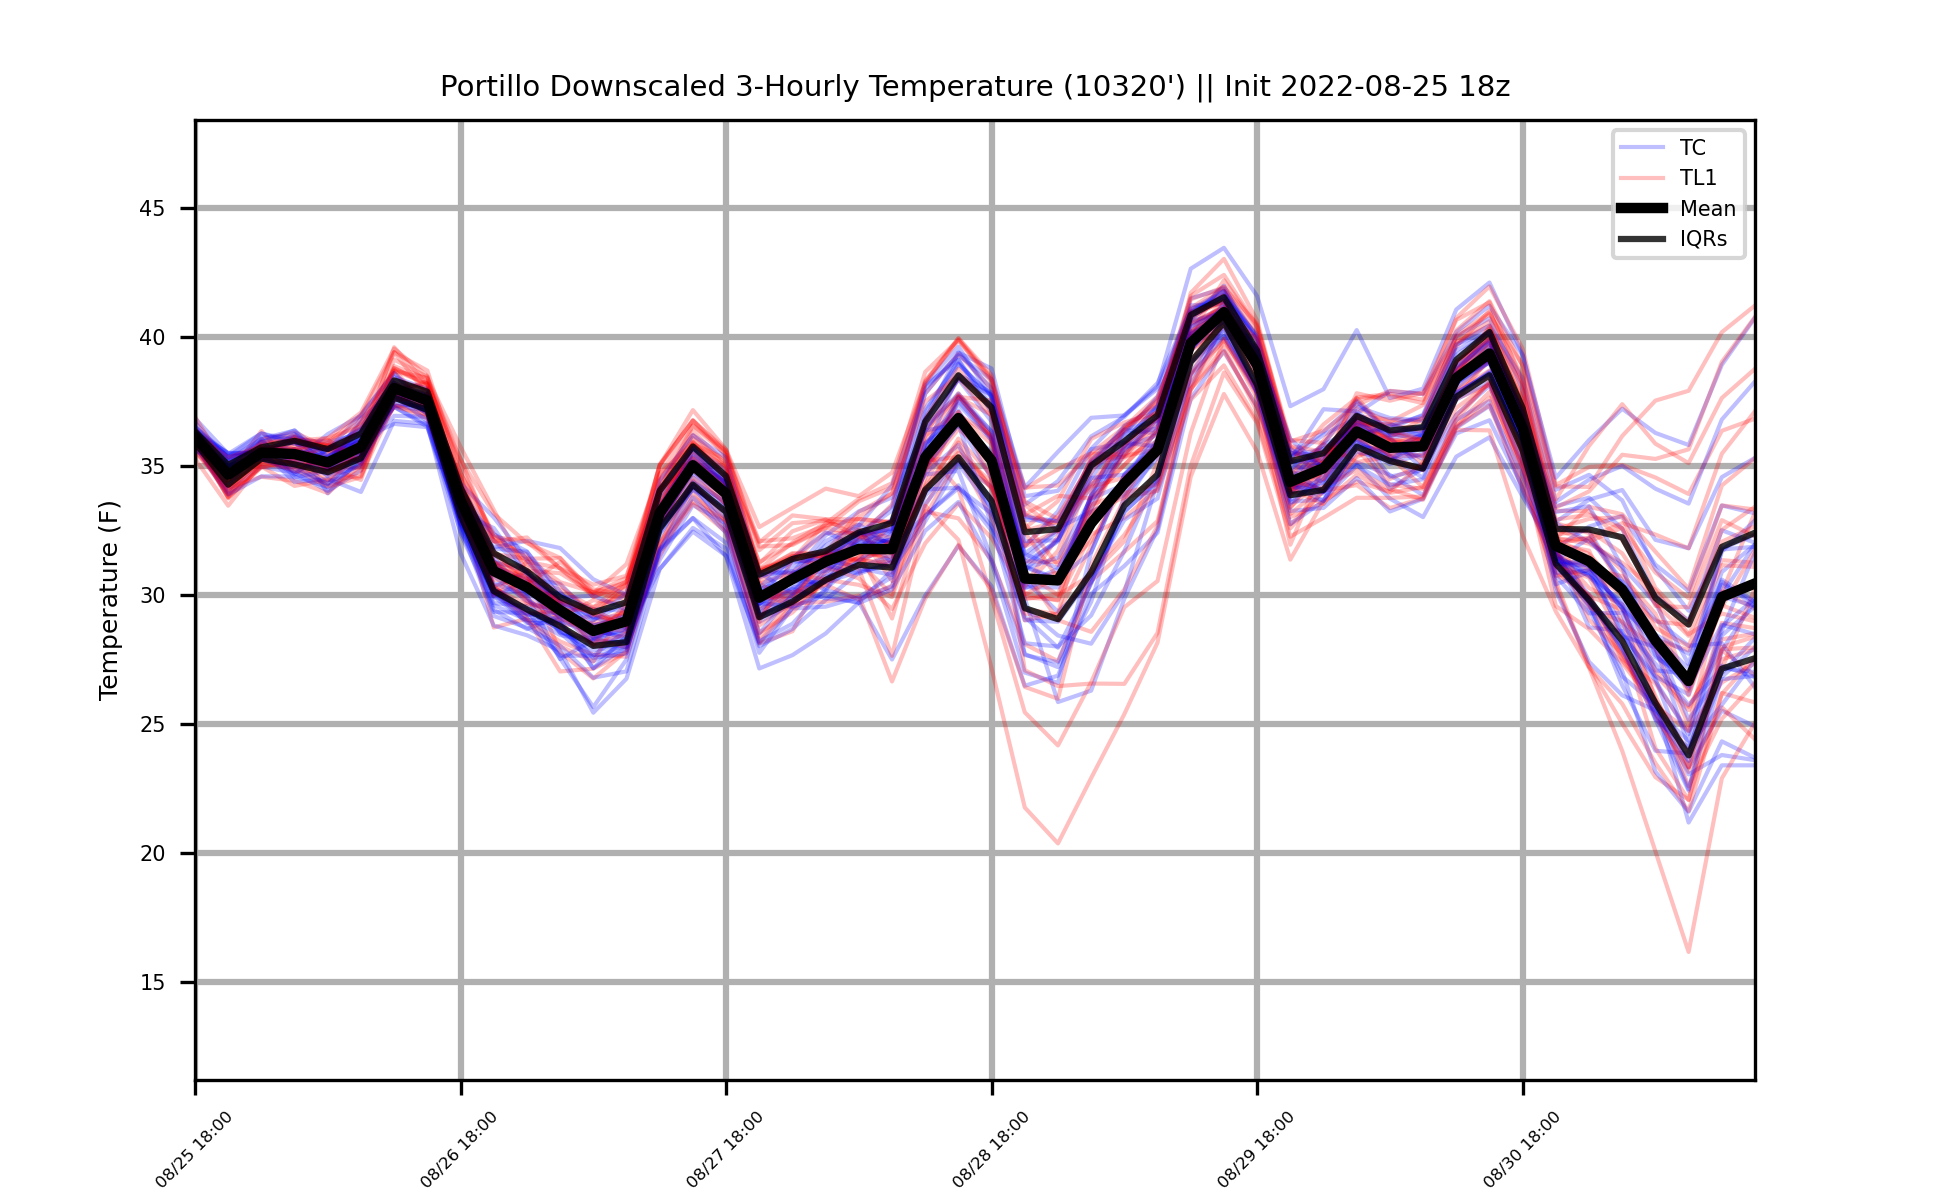 Portillo Downscaled 3-Hourly Temperature (10320') || Init 2022-08-25 18z
TC
TL1
Mean
IQRs
Temperature (F)
45
40
35
30
25
20
15
08/25 18:00
08/26 18:00
08/27 18:00
08/28 18:00
08/29 18:00
08/30 18:00